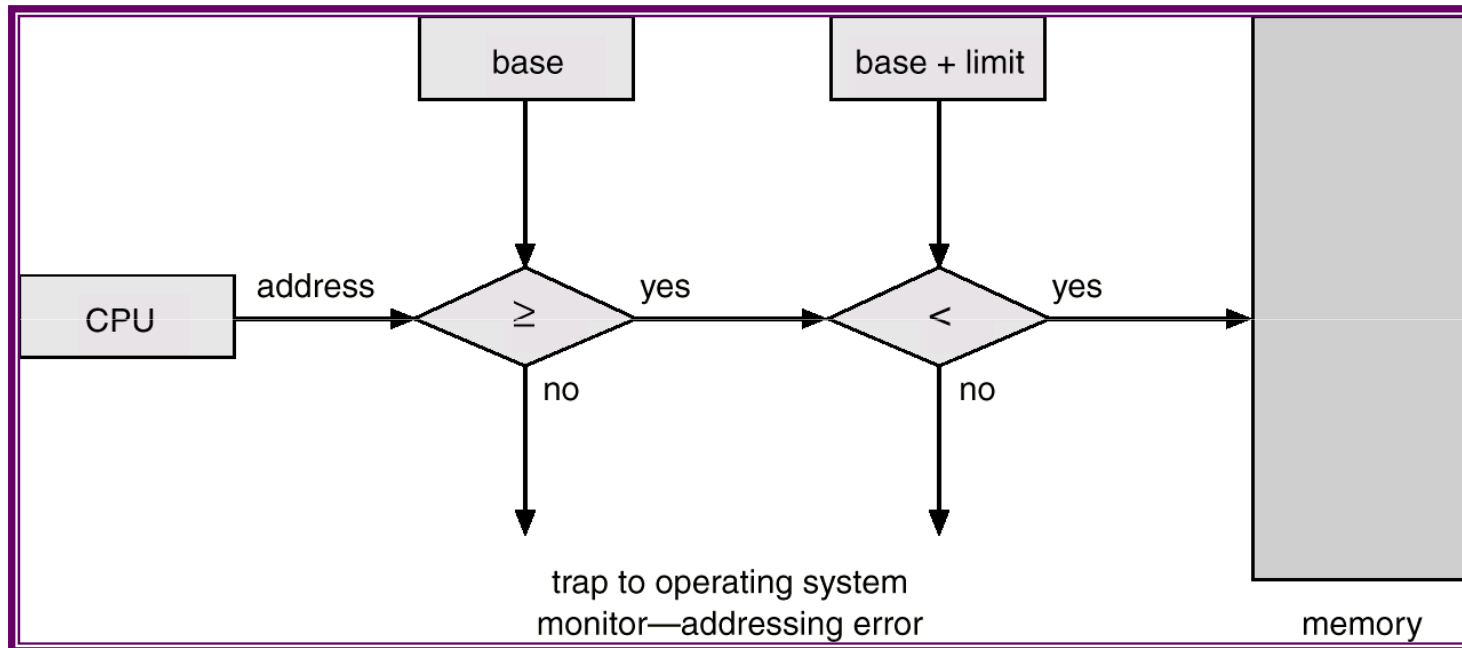 base
base + limit
address
yes
yes
CPU
≥
<
no
no
trap to operating system
monitor—addressing error
memory